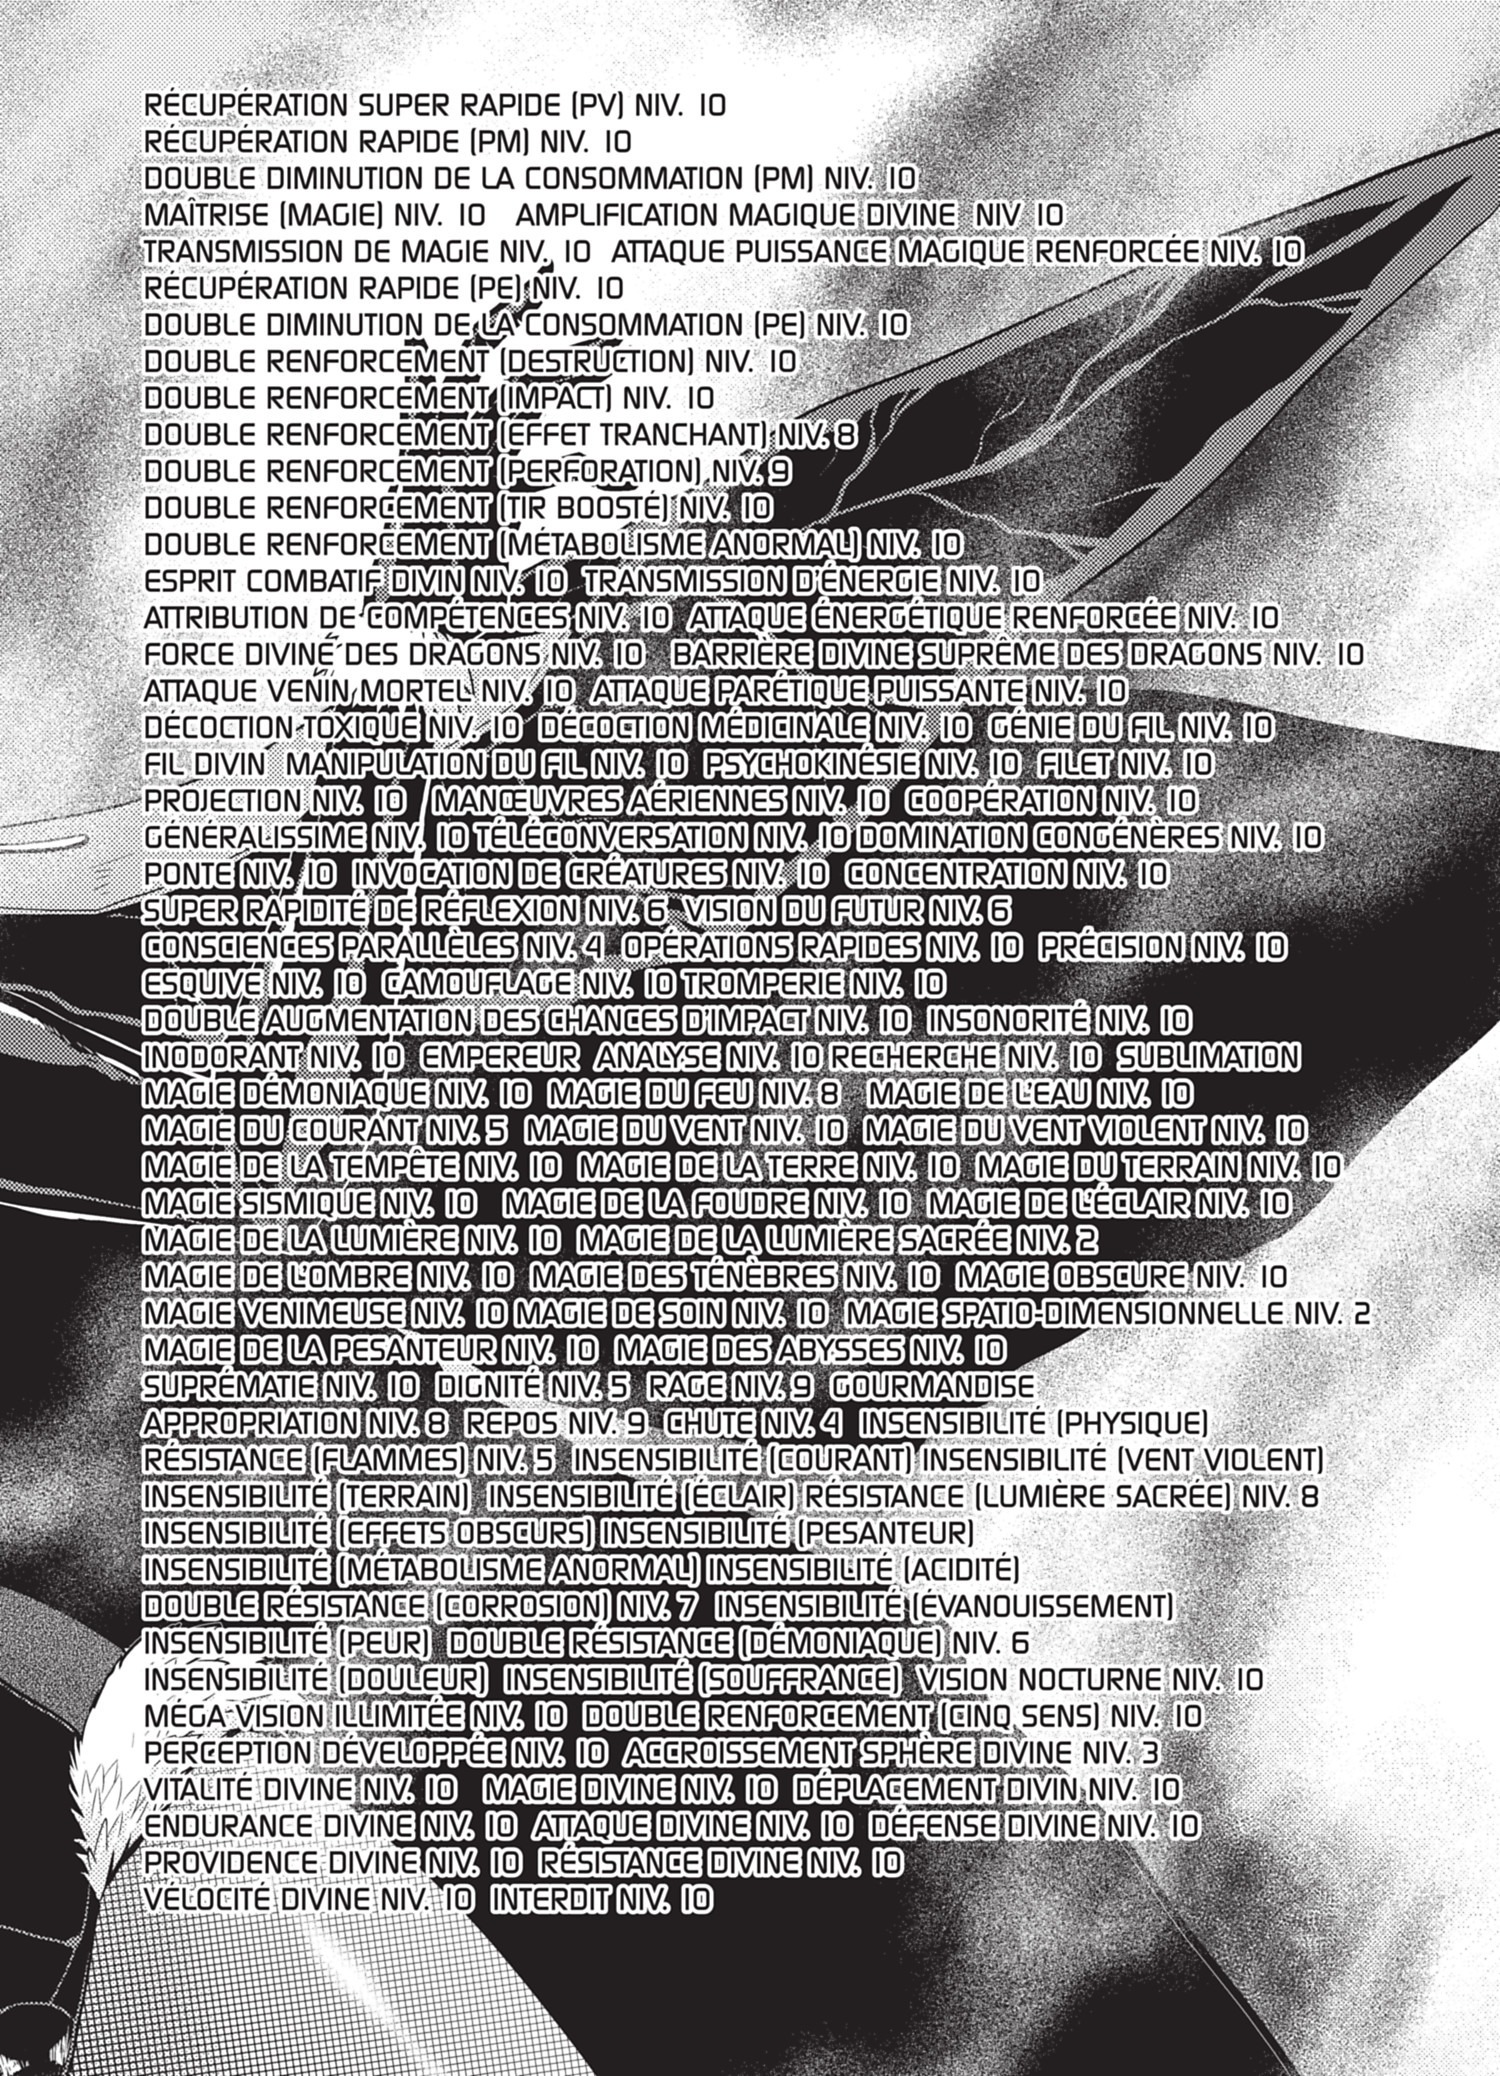 RÉCUPÉRATION SUPER RAPIDE (PV) NIV. 10
RÉCUPÉRATION RAPIDE (PM) NIV. 10
DOUBLE DIMINUTION DE LA CONSOMMATION (PM) NIV. 10
MAÎTRISE (MAGIE) NIV. 10 AMPLIFICATION MAGIQUE DIVINE NIV 10
TRANSMISSION DE MAGIE NIV. 10 ATTAQUE PUISSANCE MAGIQUE RENFORCÉE NIV. 10
RÉCUPÉRATION RAPIDE (PE) NIV. 10
DOUBLE DIMINUTION DE LA CONSOMMATION (PE) NIV. 10
DOUBLE RENFORCEMENT (DESTRUCTION) NIV. 10
DOUBLE RENFORCEMENT (IMPACT) NIV. 10
DOUBLE RENFORCEMENT (EFFET TRANCHANT) NIV. 8
DOUBLE RENFORCEMENT (PERFORATION) NIV. 9
DOUBLE RENFORCEMENT (TIR BOOSTÉ) NIV. 10
DOUBLE RENFORCEMENT (MÉTABOLISME ANORMAL) NIV. 10
ESPRIT COMBATIF DIVIN NIV. 10 TRANSMISSION D'ÉNERGIE NIV. 10
ATTRIBUTION DE COMPÉTENCES NIV. 10 ATTAQUE ÉNERGÉTIQUE RENFORCÉE NIV. 10
FORCE DIVINE DES DRAGONS NIV. 10 BARRIÈRE DIVINE SUPRÊME DES DRAGONS NIV. 10
ATTAQUE VENIN MORTEL NIV. 10 ATTAQUE PARÉTIQUE PUISSANTE NIV. 10
DÉCOCTION TOXIQUE NIV. 10 DÉCOCTION MÉDICINALE NIV. 10 GÉNIE DU FIL NIV. 10
FIL DIVIN MANIPULATION DU FIL NIV. 10 PSYCHOKINÉSIE NIV. 10 FILET NIV. 10
PROJECTION NIV. 10 MANŒUVRES AÉRIENNES NIV. 10 COOPÉRATION NIV. 10
GÉNÉRALISSIME NIV. 10 TÉLÉCONVERSATION NIV. 10 DOMINATION CONGÉNÈRES NIV. 10
PONTE NIV. 10 INVOCATION DE CRÉATURES NIV. 10 CONCENTRATION NIV. 10
SUPER RAPIDITÉ DE RÉFLEXION NIV. 6 VISION DU FUTUR NIV. 6
CONSCIENCES PARALLÈLES NIV. 4 OPÉRATIONS RAPIDES NIV. 10 PRÉCISION NIV. 10
ESQUIVE NIV. 10 CAMOUFLAGE NIV. 10 TROMPERIE NIV. 10
DOUBLE AUGMENTATION DES CHANCES D'IMPACT NIV. 10 INSONORITÉ NIV. 10
INODORANT NIV. 10 EMPEREUR ANALYSE NIV. 10 RECHERCHE NIV. 10 SUBLIMATION
MAGIE DÉMONIAQUE NIV. 10 MAGIE DU FEU NIV. 8 MAGIE DE L'EAU NIV. 10
MAGIE DU COURANT NIV. 5 MAGIE DU VENT NIV. 10 MAGIE DU VENT VIOLENT NIV. 10
MAGIE DE LA TEMPÊTE NIV. 10 MAGIE DE LA TERRE NIV. 10 MAGIE DU TERRAIN NIV. 10
MAGIE SISMIQUE NIV. 10 MAGIE DE LA FOUDRE NIV. 10 MAGIE DE L'ÉCLAIR NIV. 10
MAGIE DE LA LUMIÈRE NIV. 10 MAGIE DE LA LUMIÈRE SACRÉE NIV. 2
MAGIE DE L'OMBRE NIV. 10 MAGIE DES TÉNÈBRES NIV. 10 MAGIE OBSCURE NIV. 10
MAGIE VENIMEUSE NIV. 10 MAGIE DE SOIN NIV. 10 MAGIE SPATIO-DIMENSIONNELLE NIV. 2
MAGIE DE LA PESANTEUR NIV. 10 MAGIE DES ABYSSES NIV. 10
SUPRÉMATIE NIV. 10 DIGNITÉ NIV. 5 RAGE NIV. 9 GOURMANDISE
APPROPRIATION NIV. 8 REPOS NIV. 9 CHUTE NIV. 4 INSENSIBILITÉ (PHYSIQUE)
RÉSISTANCE (FLAMMES) NIV. 5 INSENSIBILITÉ (COURANT) INSENSIBILITÉ (VENT VIOLENT)
INSENSIBILITÉ (TERRAIN) INSENSIBILITÉ (ÉCLAIR) RÉSISTANCE (LUMIÈRE SACRÉE) NIV. 8
INSENSIBILITÉ (EFFETS OBSCURS) INSENSIBILITÉ (PESANTEUR)
INSENSIBILITÉ (MÉTABOLISME ANORMAL) INSENSIBILITÉ (ACIDITÉ)
DOUBLE RÉSISTANCE (CORROSION) NIV. 7 INSENSIBILITÉ (ÉVANOUISSEMENT)
INSENSIBILITÉ (PEUR) DOUBLE RÉSISTANCE (DÉMONIAQUE) NIV. 6
INSENSIBILITÉ (DOULEUR) INSENSIBILITÉ (SOUFFRANCE) VISION NOCTURNE NIV. 10
MÉGA-VISION ILLIMITÉE NIV. 10 DOUBLE RENFORCEMENT (CINQ SENS) NIV. 10
PERCEPTION DÉVELOPPÉE NIV. 10 ACCROISSEMENT SPHÈRE DIVINE NIV. 3
VITALITÉ DIVINE NIV. 10 MAGIE DIVINE NIV. 10 DÉPLACEMENT DIVIN NIV. 10
ENDURANCE DIVINE NIV. 10 ATTAQUE DIVINE NIV. 10 DÉFENSE DIVINE NIV. 10
PROVIDENCE DIVINE NIV. 10 RÉSISTANCE DIVINE NIV. 10
VÉLOCITÉ DIVINE NIV. 10 INTERDIT NIV. 10